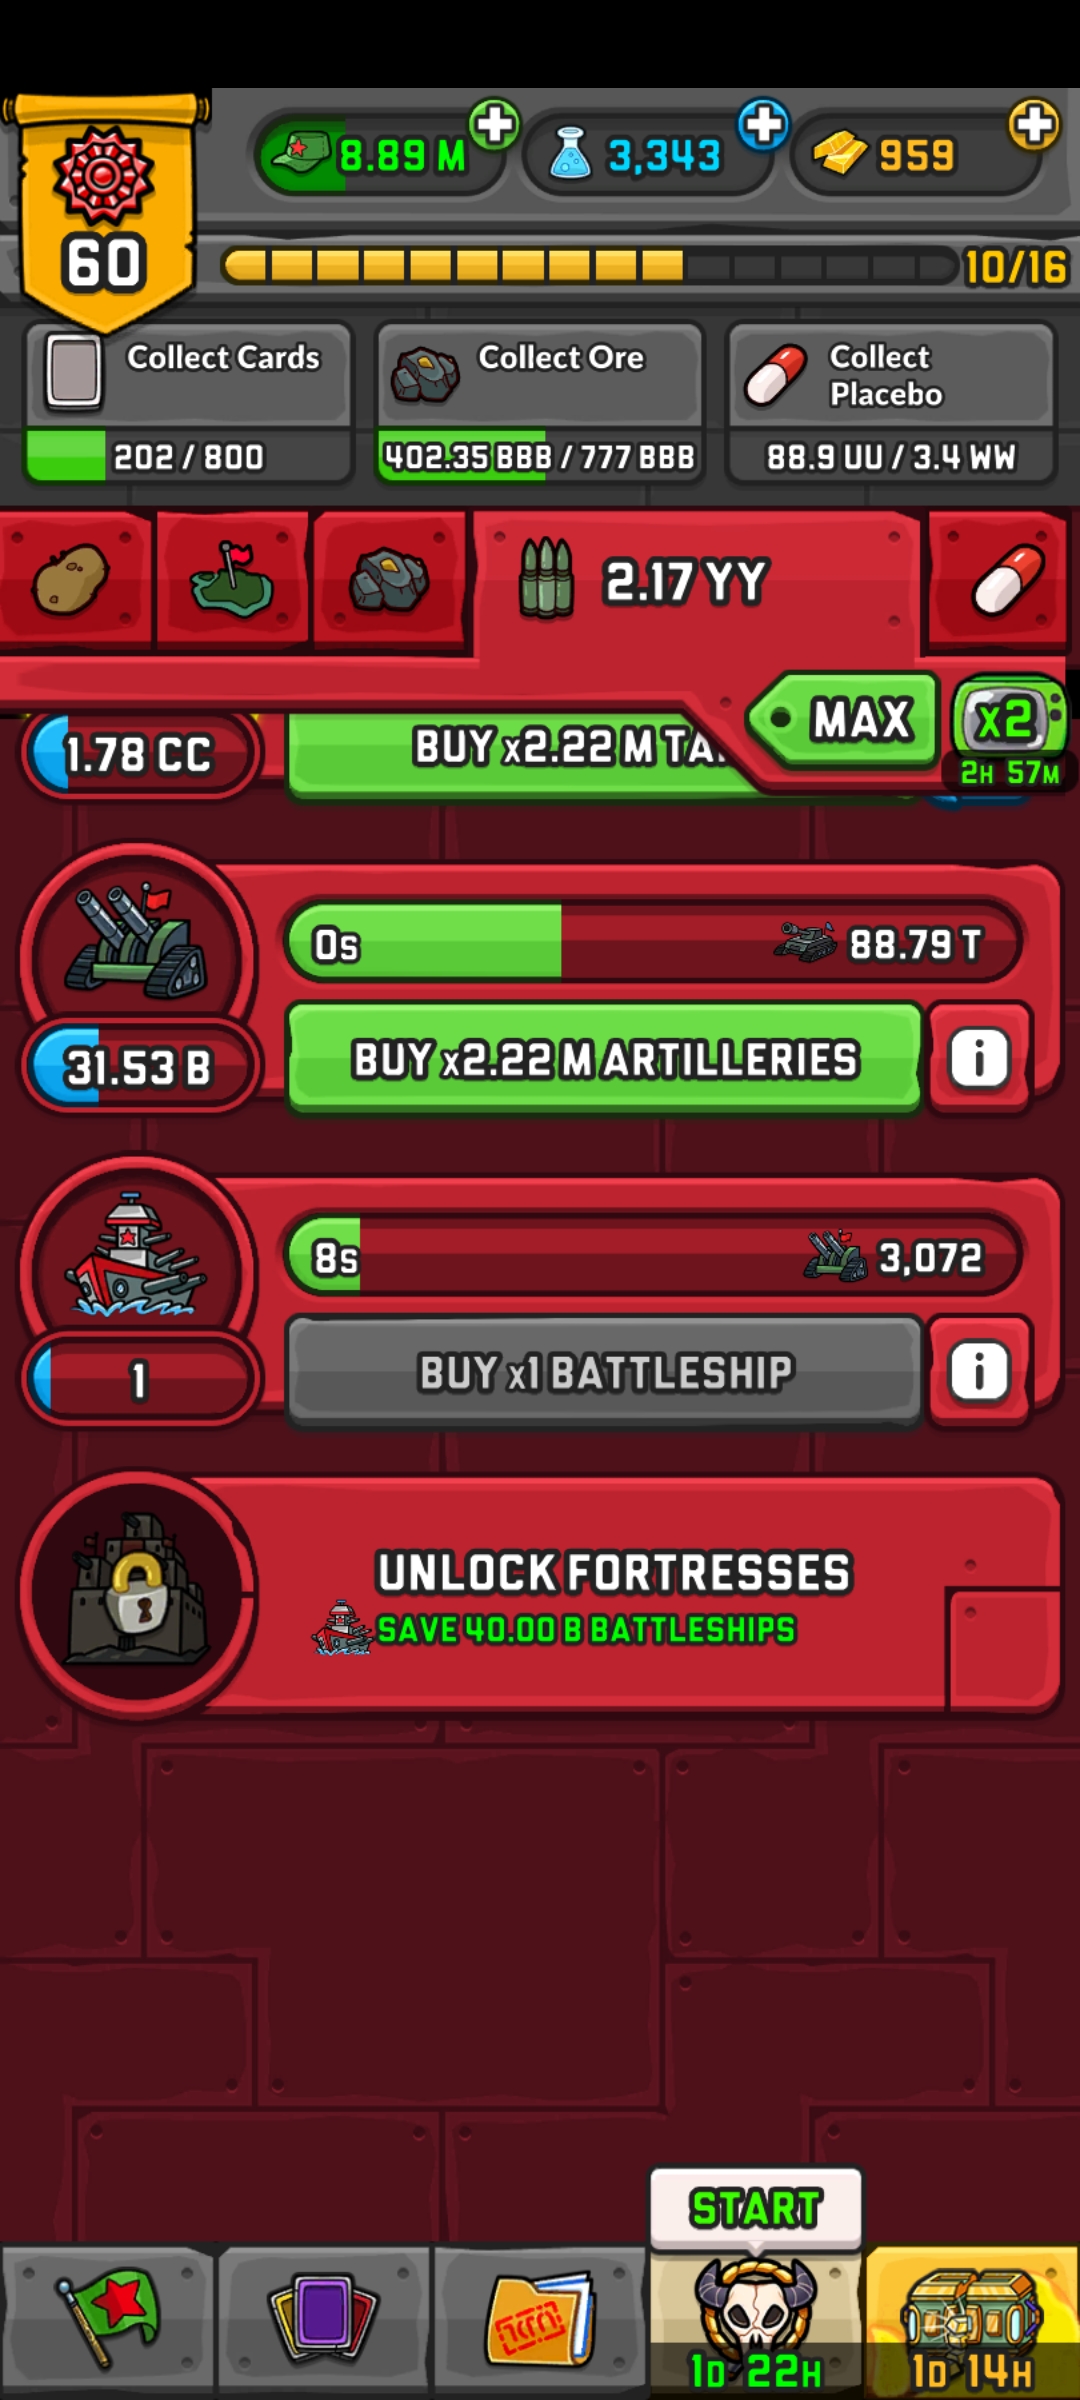 8.89 M
3,343
959
60
10/16
Collect Cards
202 / 800
Collect Ore
402.35 BBB / 777 BBB
Collect
Placebo
88.9 UU / 3.4 WW
2.17 YY
MAX
x2
2H 57M
1.78 CC
BUY x2.22 M
0s
88.79 T
31.53 B
BUY x2.22 M ARTILLERIES
i
8s
3,072
1
BUY x1 BATTLESHIP
i
UNLOCK FORTRESSES
SAVE 40.00 B BATTLESHIPS
START
1D 22H
1D 14H